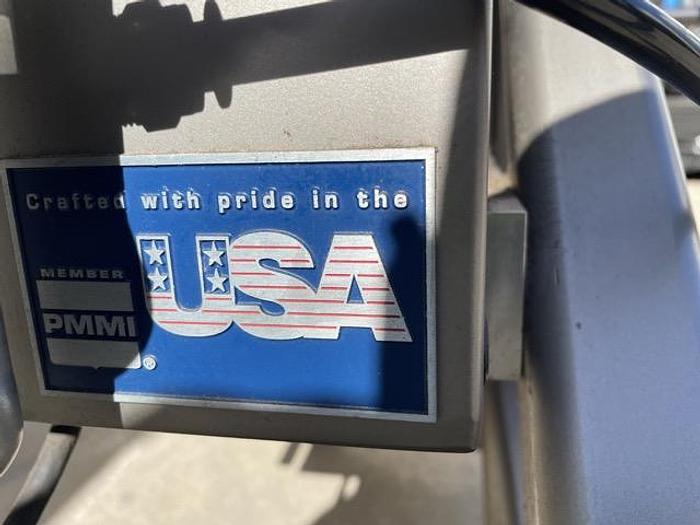 Crafted with pride in the
USA
MEMBER
PMMI
®